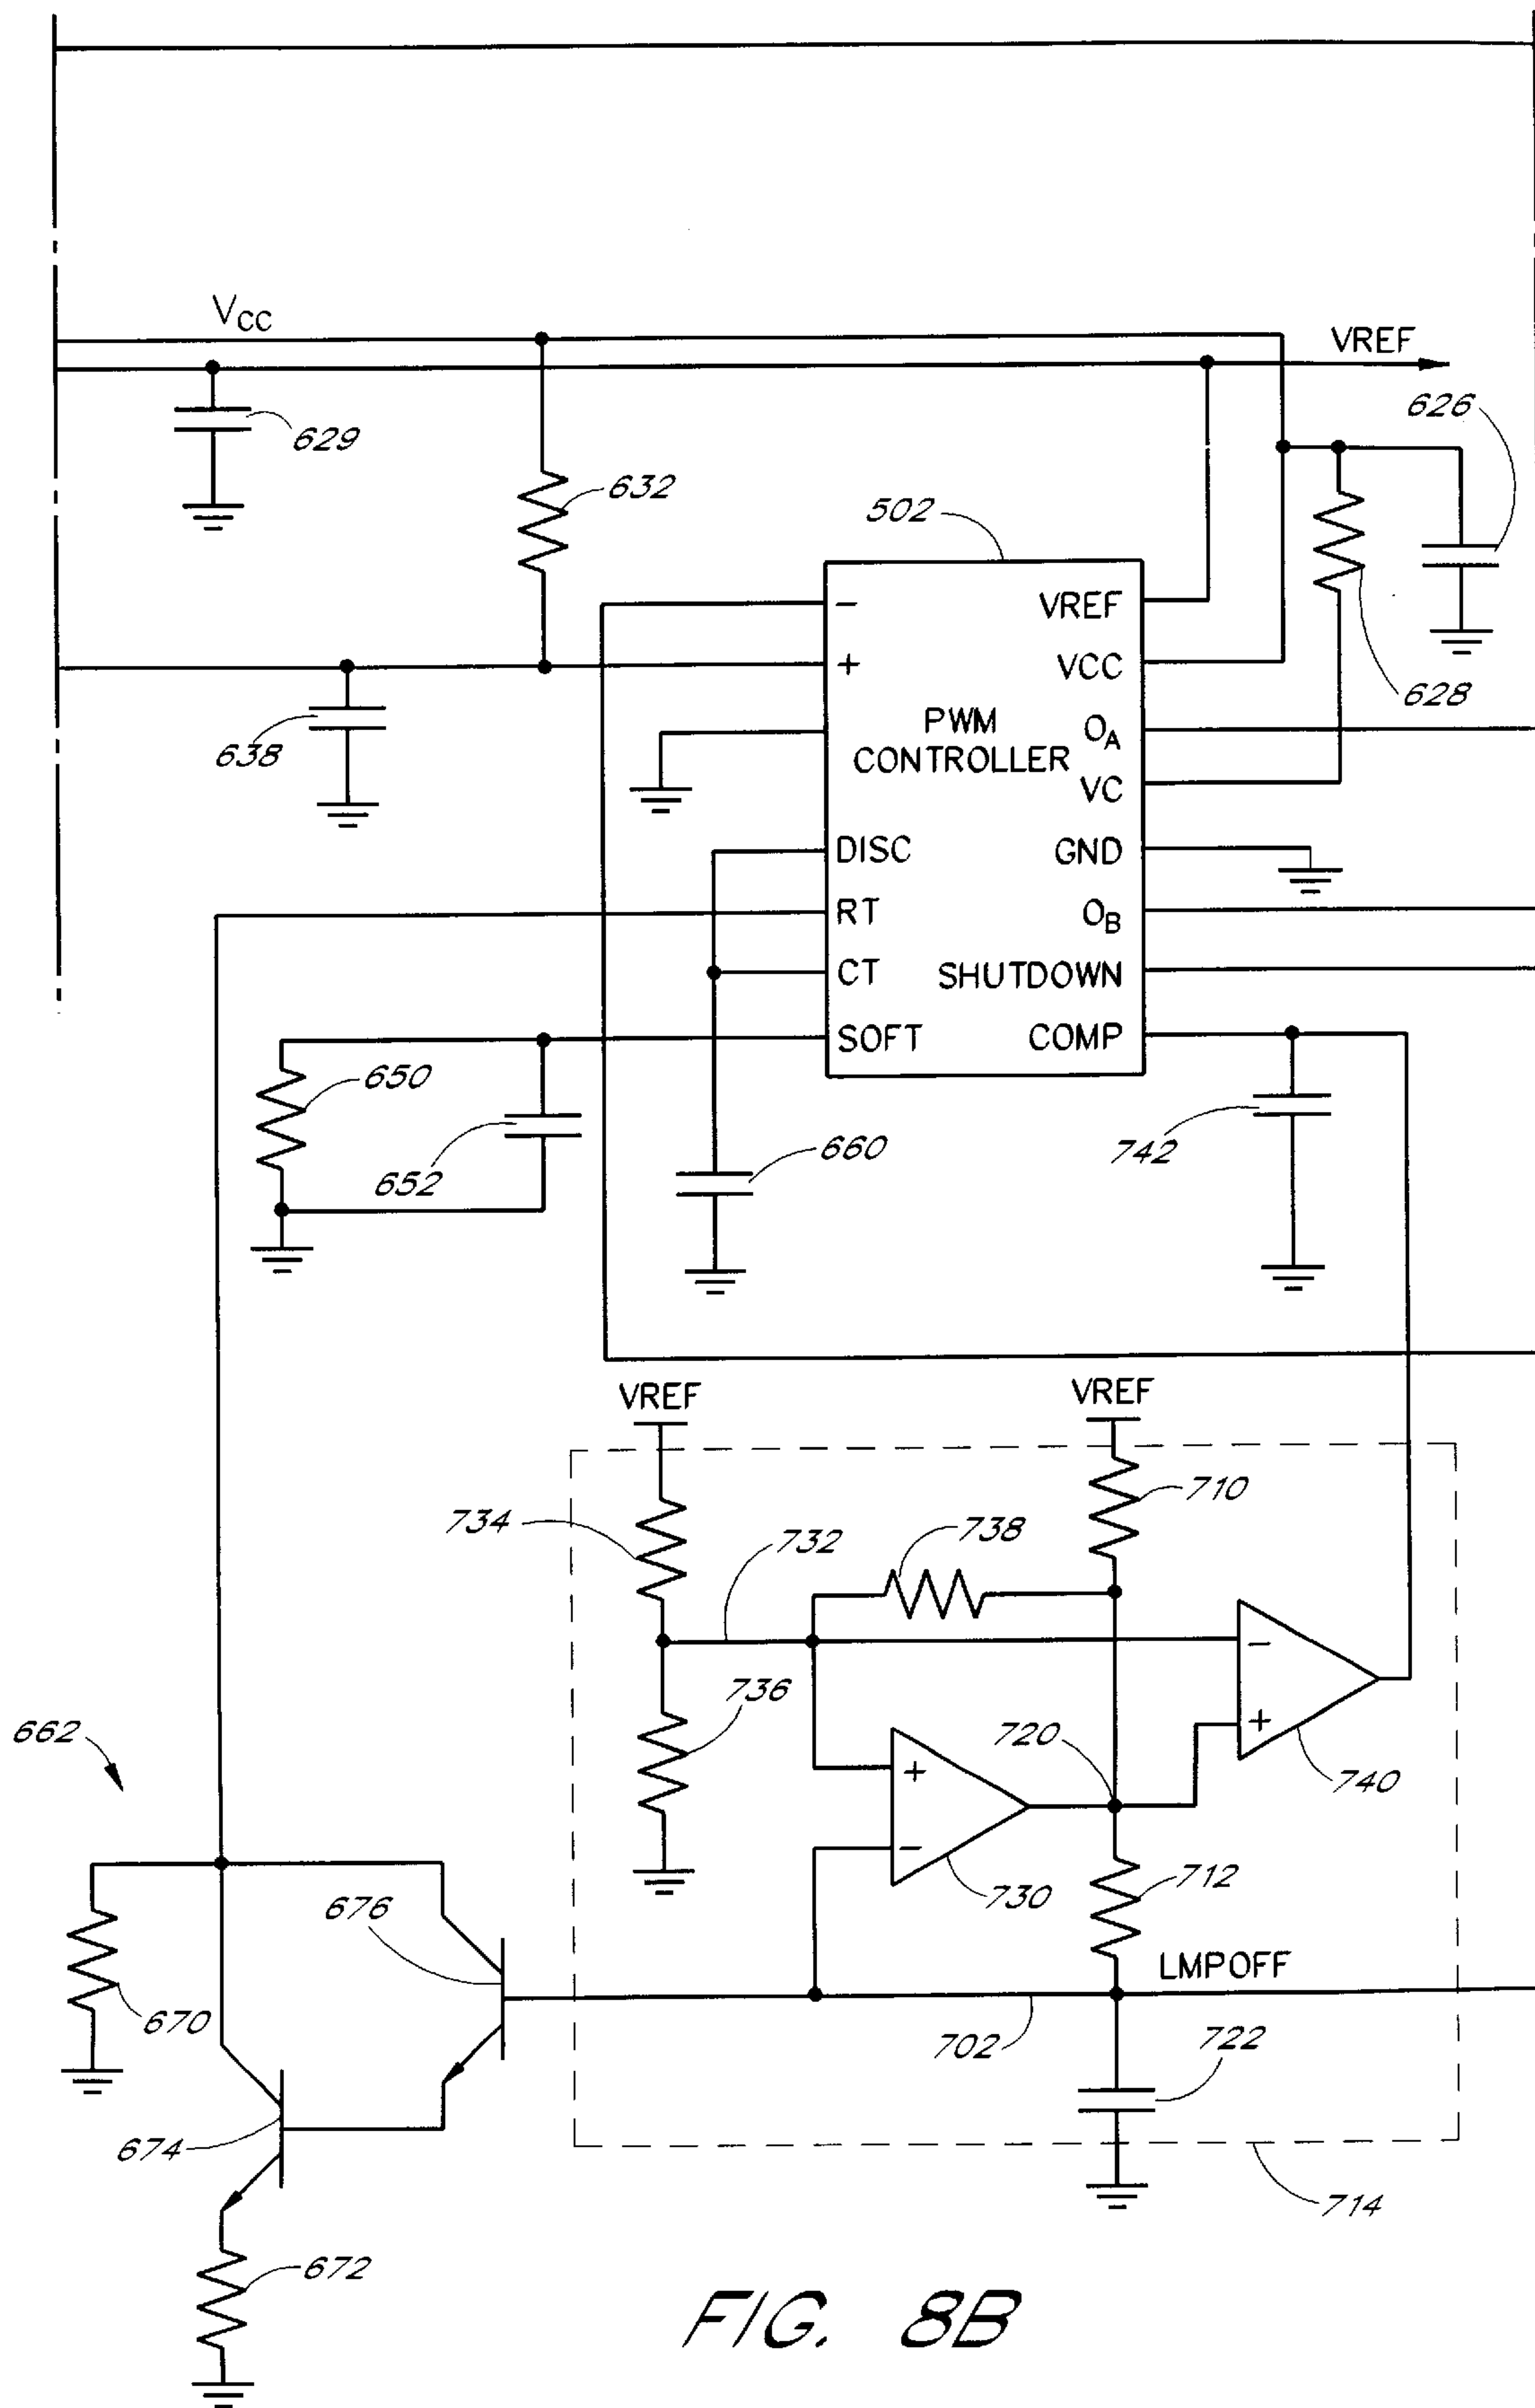 VCC
VREF
626
629
632
502
−
VREF
+
VCC
628
638
PWM
CONTROLLER
OA
VC
DISC
GND
RT
OB
CT
SHUTDOWN
SOFT
COMP
650
652
660
742
VREF
VREF
710
734
732
738
−
736
662
720
+
+
740
−
730
712
676
LMPOFF
670
702
722
674
714
672
FIG. 8B